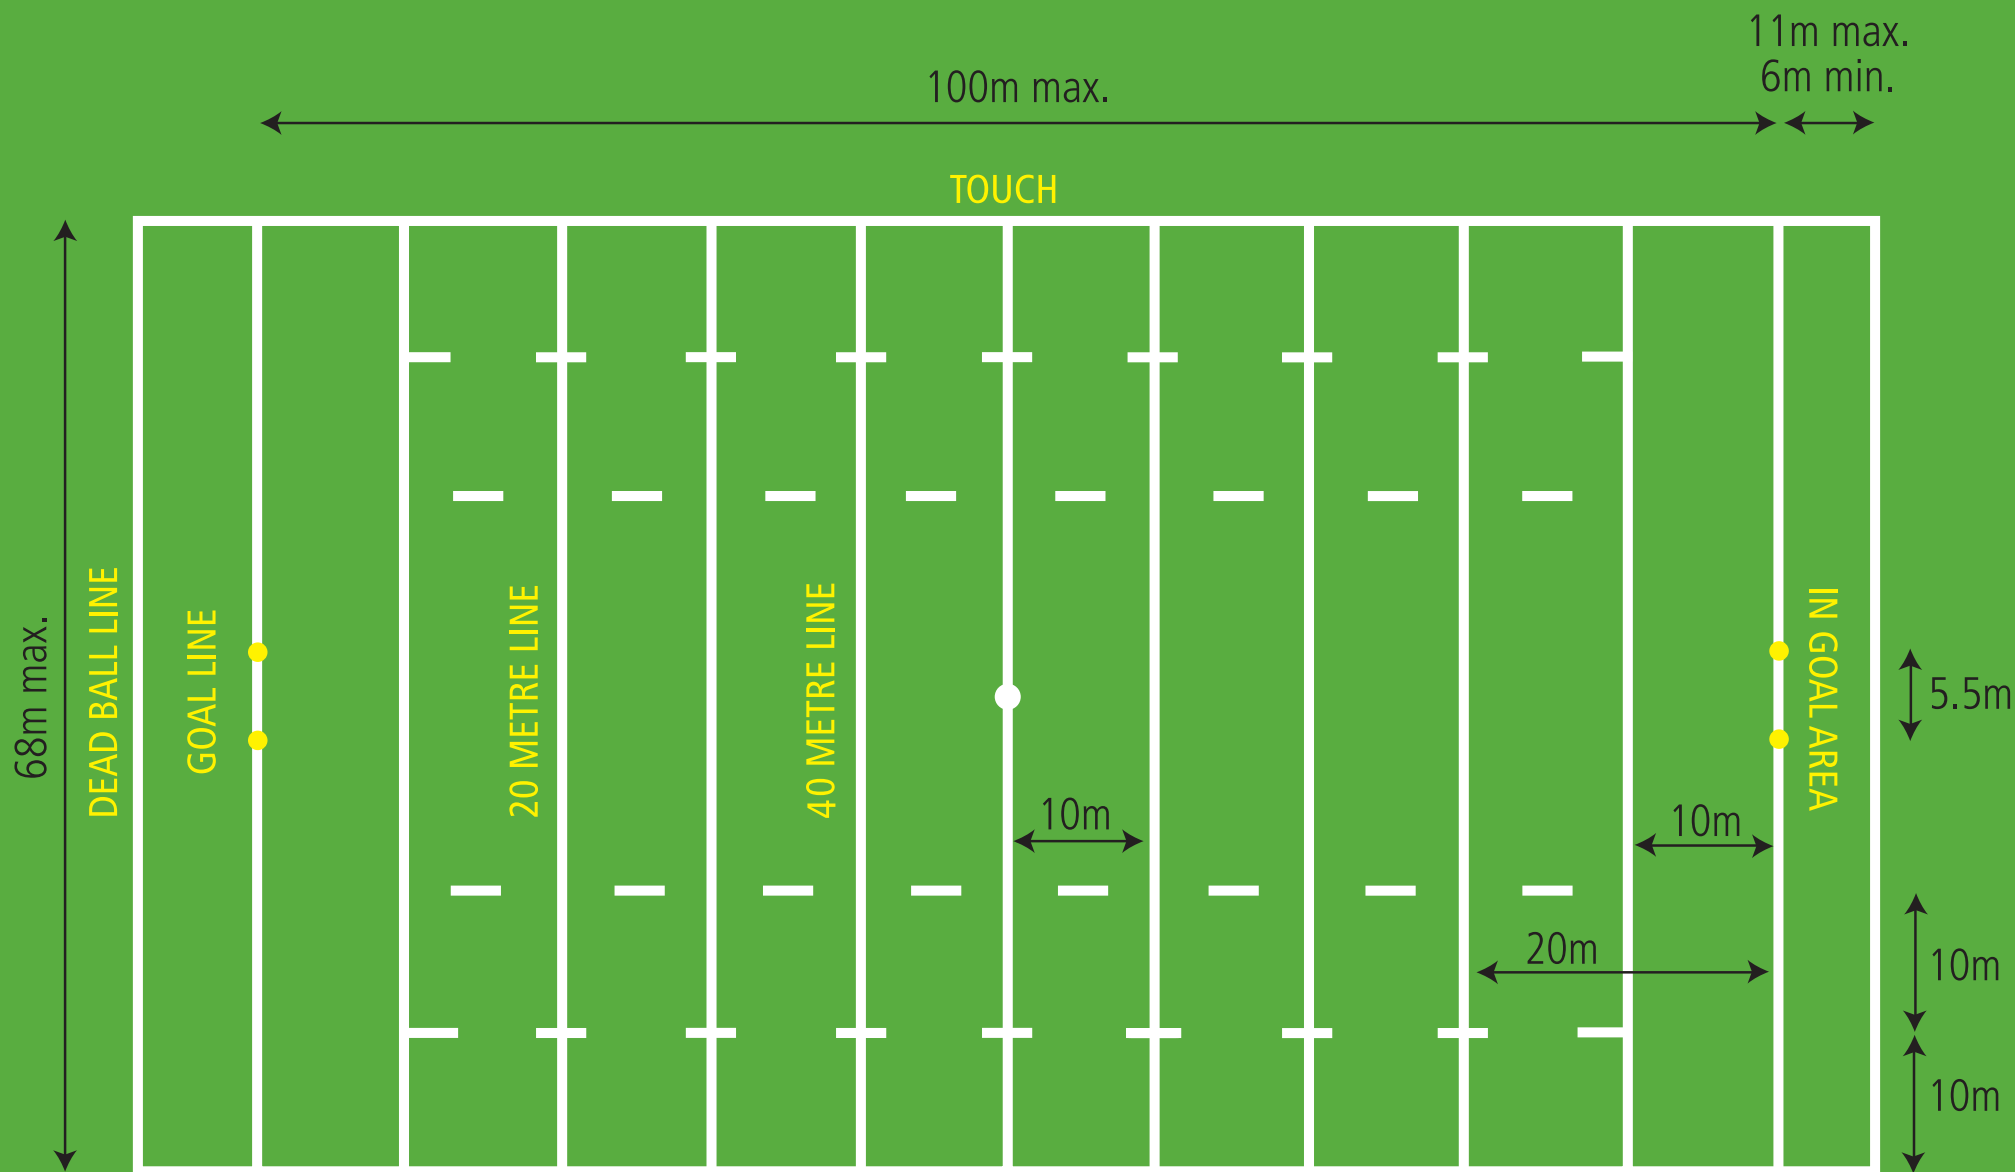 11m max.
6m min.
100m max.
TOUCH
68m max.
DEAD BALL LINE
GOAL LINE
20 METRE LINE
40 METRE LINE
IN GOAL AREA
5.5m
10m
10m
20m
10m
10m